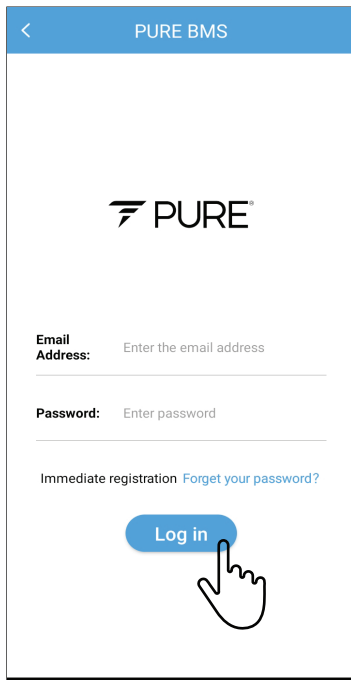 PURE BMS
PURE®
Email
Address:
Enter the email address
Password:
Enter password
Immediate registration Forget your password?
Log in